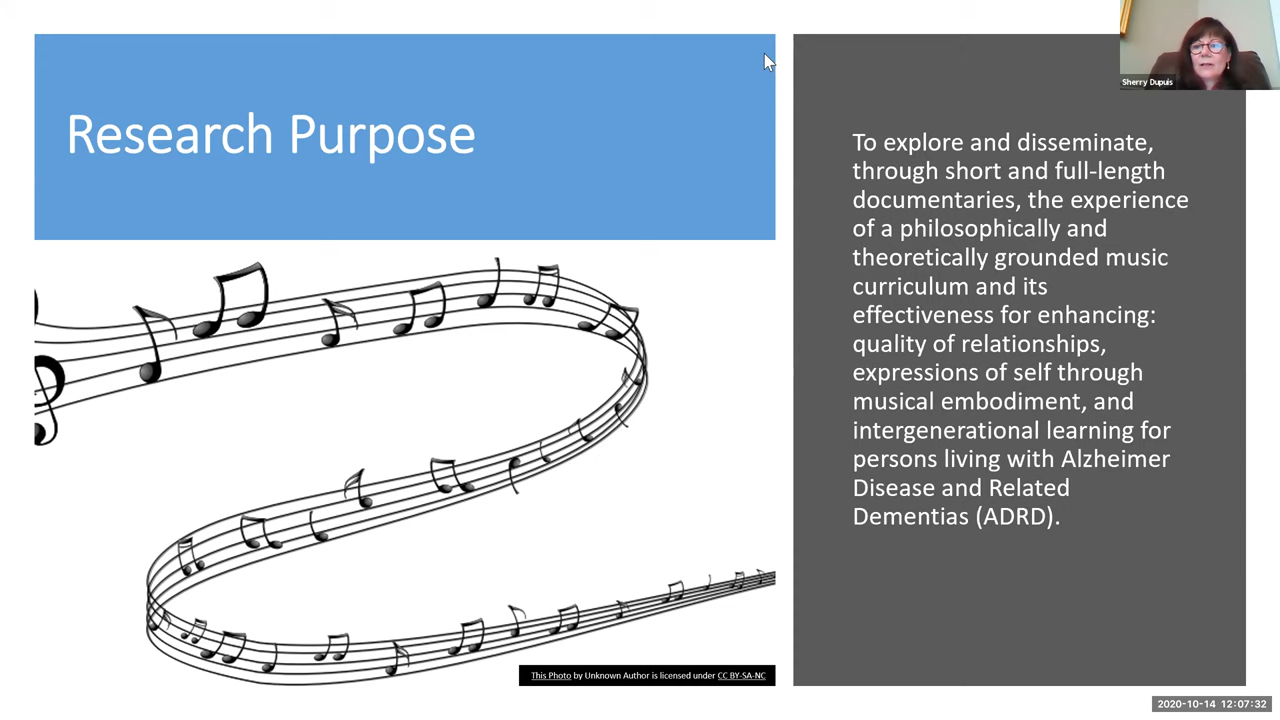 Research Purpose
Sherry Dupuis
To explore and disseminate,
through short and full-length
documentaries, the experience
of a philosophically and
theoretically grounded music
curriculum and its
effectiveness for enhancing:
quality of relationships,
expressions of self through
musical embodiment, and
intergenerational learning for
persons living with Alzheimer
Disease and Related
Dementias (ADRD).
This Photo by Unknown Author is licensed under CC BY-SA-NC
2020-10-14 12:07:32